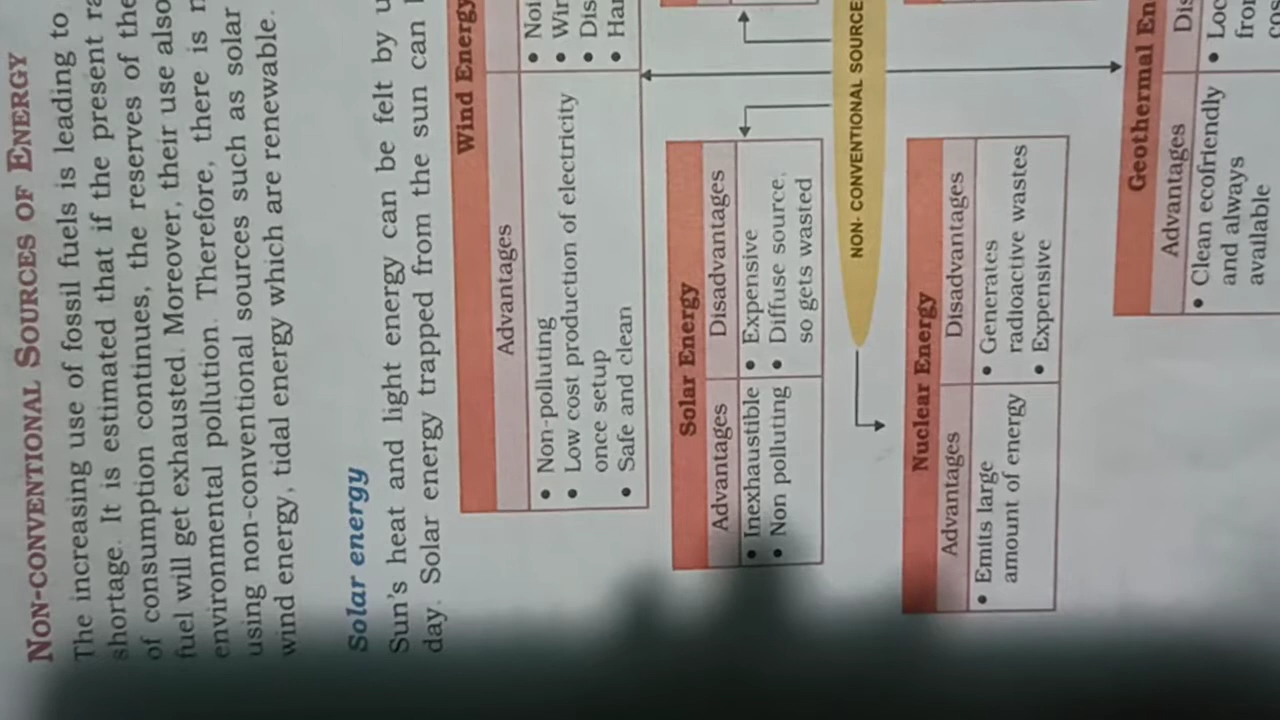 NON-CONVENTIONAL SOURCES OF ENERGY
The increasing use of fossil fuels is leading to
shortage. It is estimated that if the present
of consumption continues, the reserves of the
fuel will get exhausted. Moreover, their use also
environmental pollution. Therefore, there is
using non-conventional sources such as solar
wind energy, tidal energy which are renewable.
Solar energy
Sun's heat and light energy can be felt by
day. Solar energy trapped from the sun can
Wind Energy
Advantages
• Non-polluting
• Low cost production of electricity
once setup
• Safe and clean
Solar Energy
Advantages
• Inexhaustible
• Non polluting
Disadvantages
• Expensive
• Diffuse source,
so gets wasted
NON- CONVENTIONAL SOURCE
Nuclear Energy
Advantages
• Emits large
amount of energy
Disadvantages
• Generates
radioactive wastes
• Expensive
Geothermal En
Advantages
• Clean ecofriendly
and always
available